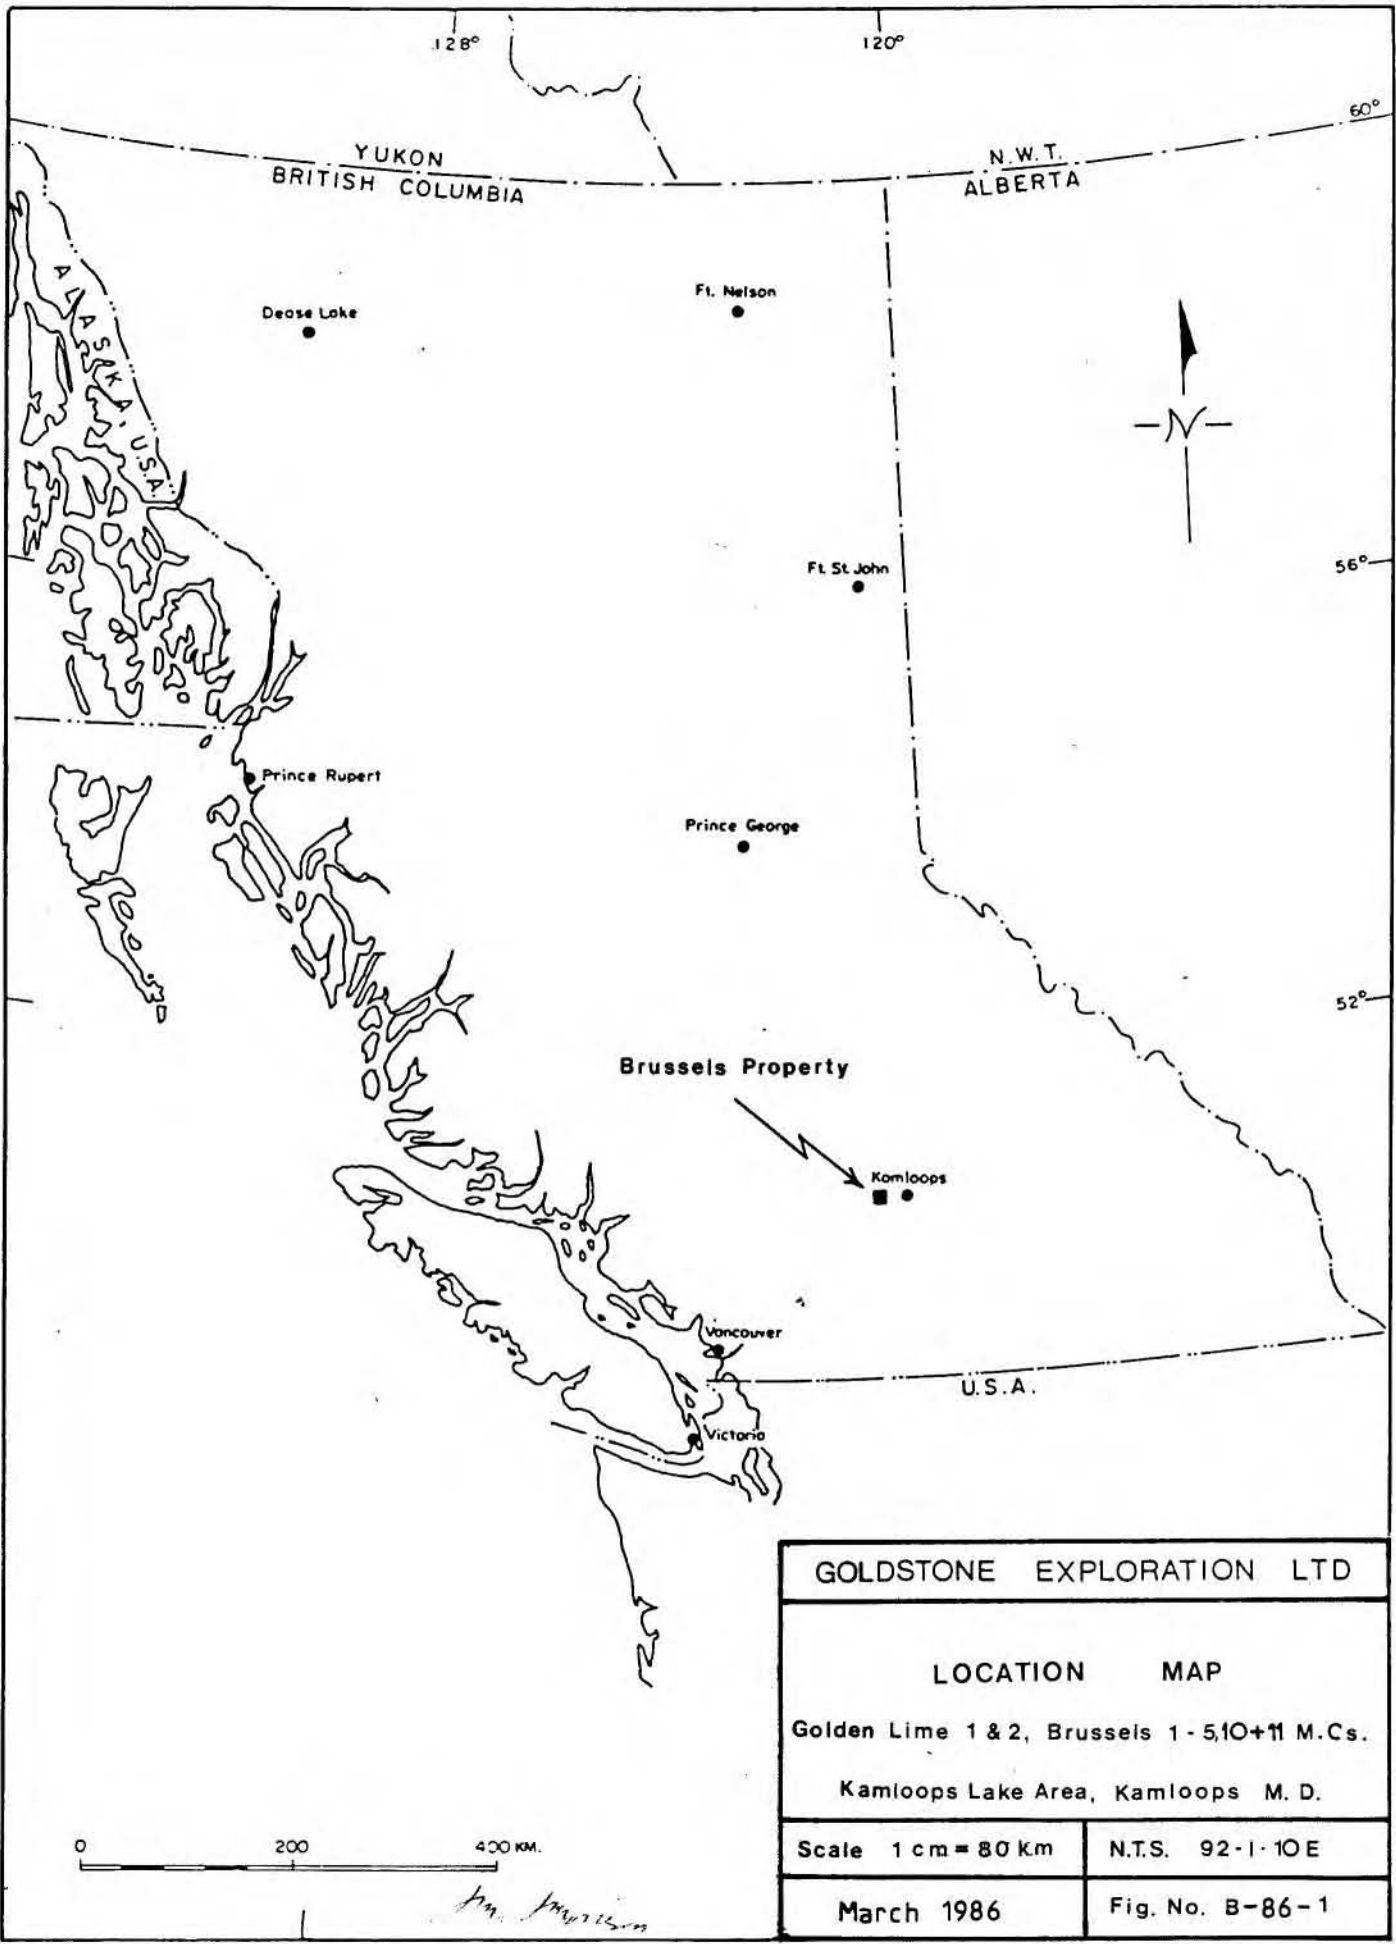 128°
120°
60°
YUKON
BRITISH COLUMBIA
N.W.T.
ALBERTA
ALASKA, U.S.A.
Dease Lake
Ft. Nelson
N
Ft. St. John
56°
Prince Rupert
Prince George
52°
Brussels Property
Kamloops
Vancouver
U.S.A.
Victoria
GOLDSTONE EXPLORATION LTD
LOCATION MAP
Golden Lime 1 & 2, Brussels 1 - 5,10+11 M.Cs.
Kamloops Lake Area, Kamloops M. D.
Scale 1 cm = 80 km
N.T.S. 92-I-10E
March 1986
Fig. No. B-86-1
0 200 400 KM.